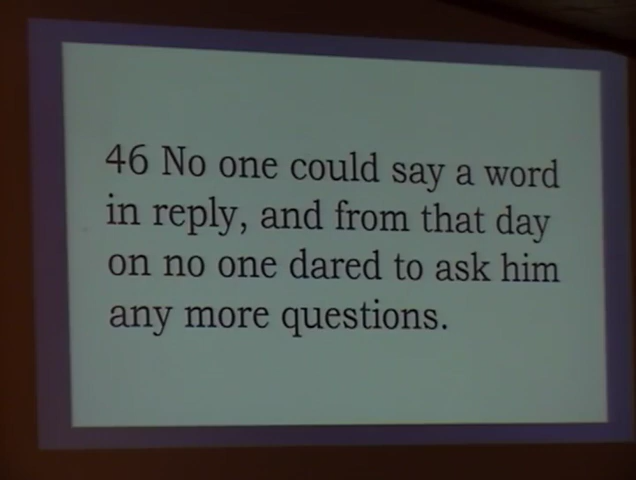 46 No one could say a word
in reply, and from that day
on no one dared to ask him
any more questions.